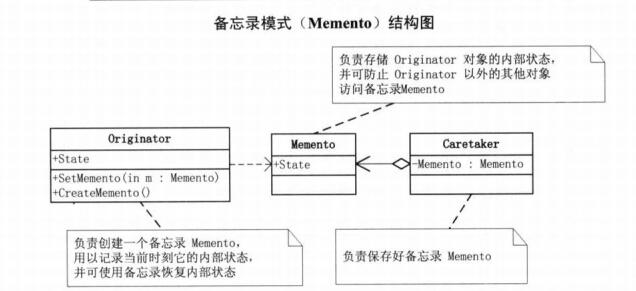 备忘录模式（Memento）结构图
负责存储 Originator 对象的内部状态，
并可防止 Originator 以外的其他对象
访问备忘录Memento
Originator
+State
+SetMemento(in m : Memento)
+CreateMemento()
Memento
+State
Caretaker
-Memento : Memento
负责创建一个备忘录 Memento，
用以记录当前时刻它的内部状态，
并可使用备忘录恢复内部状态
负责保存好备忘录 Memento